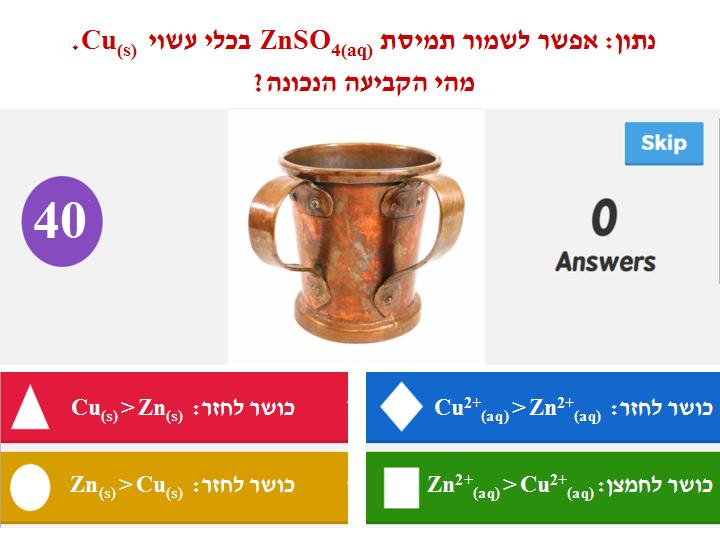 נתון: אפשר לשמור תמיסת ZnSO4(aq) בכלי עשוי Cu(s).
מהי הקביעה הנכונה?
Skip
40
0
Answers
כושר לחזר: Cu(s) > Zn(s)
כושר לחזר: Cu2+(aq) > Zn2+(aq)
כושר לחזר: Zn(s) > Cu(s)
כושר לחמצן: Zn2+(aq) > Cu2+(aq)